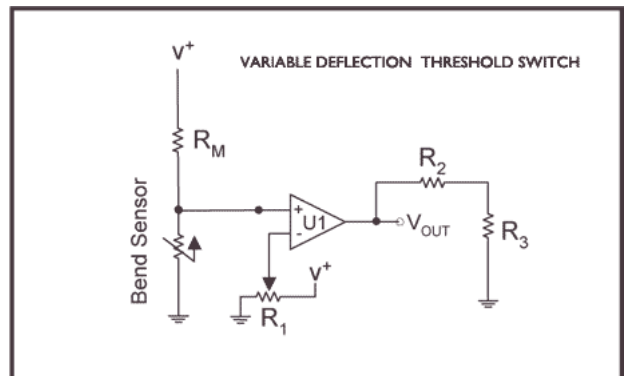 V+
VARIABLE DEFLECTION THRESHOLD SWITCH
RM
Bend Sensor
+
-
U1
R2
VOUT
R3
V+
R1